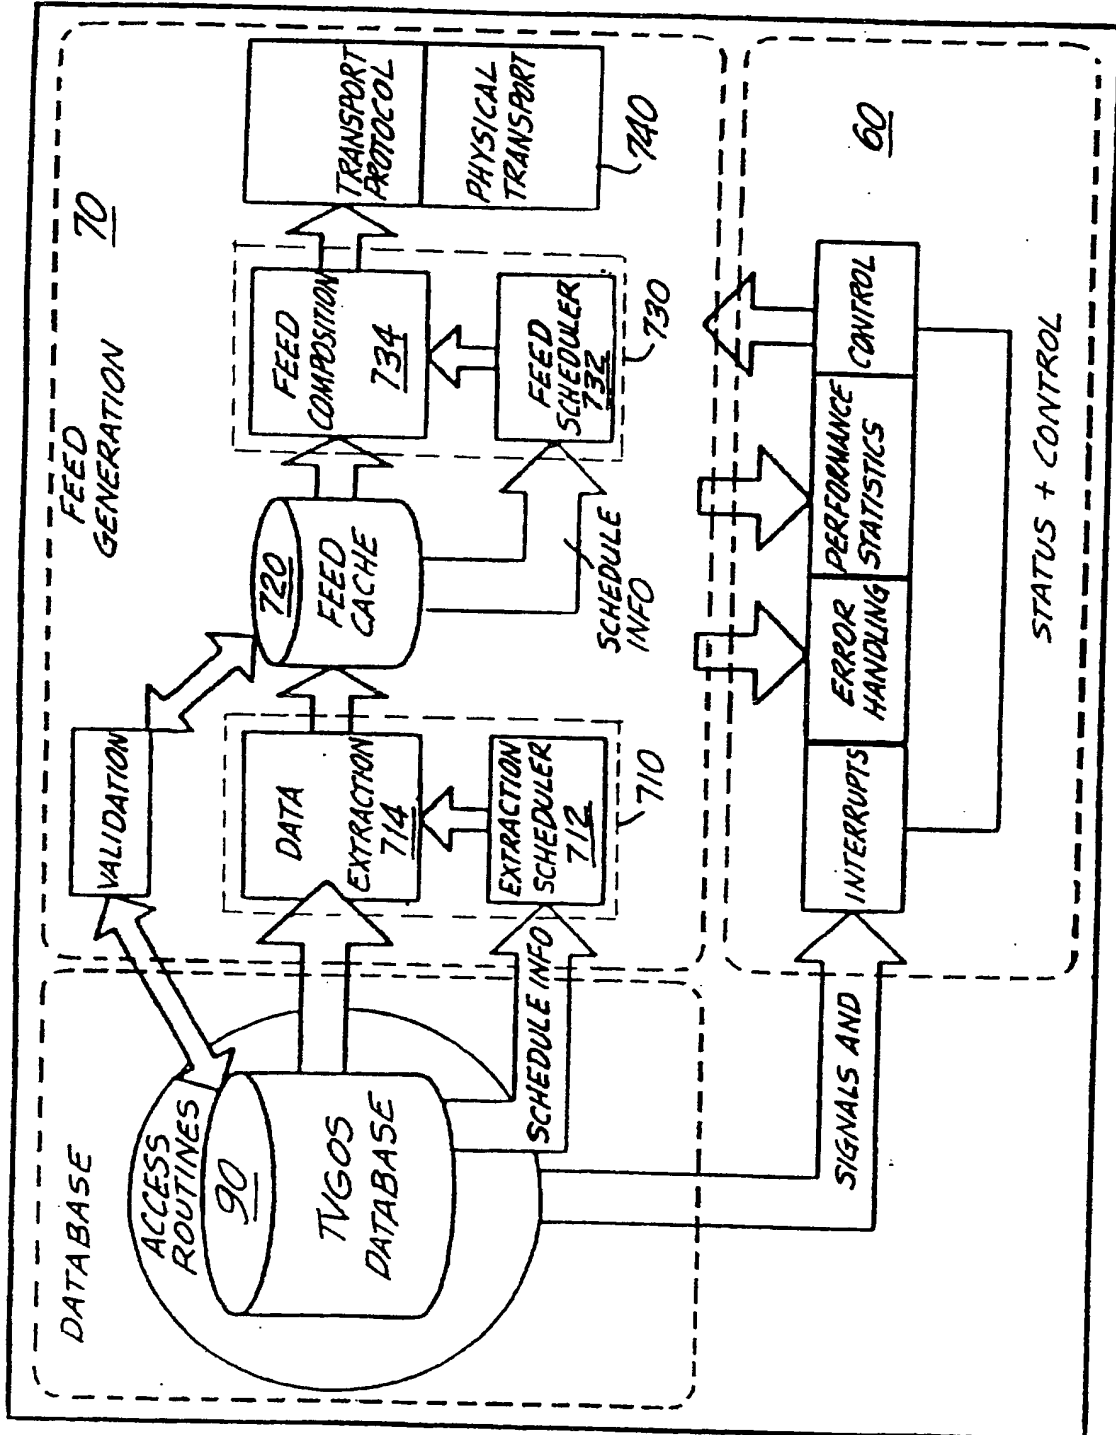 DATABASE
ACCESS
ROUTINES
90
TVGOS
DATABASE
SCHEDULE INFO
SIGNALS AND
FEED
GENERATION
70
VALIDATION
DATA
EXTRACTION
714
EXTRACTION
SCHEDULER
712
710
720
FEED
CACHE
SCHEDULE
INFO
FEED
COMPOSITION
734
FEED
SCHEDULER
732
730
TRANSPORT
PROTOCOL
PHYSICAL
TRANSPORT
740
60
INTERRUPTS
ERROR
HANDLING
PERFORMANCE
STATISTICS
CONTROL
STATUS + CONTROL